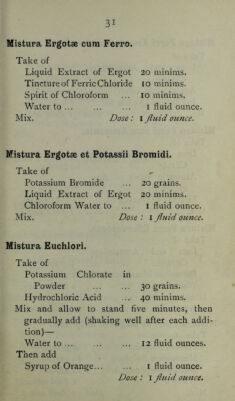 31
Mistura Ergotæ cum Ferro.
Take of
Liquid Extract of Ergot 20 minims.
Tincture of Ferric Chloride 10 minims.
Spirit of Chloroform ... 10 minims.
Water to ... ... ... 1 fluid ounce.
Mix. Dose: 1 fluid ounce.
Mistura Ergotæ et Potassii Bromidi.
Take of
Potassium Bromide ... 20 grains.
Liquid Extract of Ergot 20 minims.
Chloroform Water to ... 1 fluid ounce.
Mix. Dose: 1 fluid ounce.
Mistura Euchlori.
Take of
Potassium Chlorate in
Powder ... ... 30 grains.
Hydrochloric Acid ... 40 minims.
Mix and allow to stand five minutes, then
gradually add (shaking well after each addi-
tion)—
Water to ... ... ... 12 fluid ounces.
Then add
Syrup of Orange... ... 1 fluid ounce.
Dose: 1 fluid ounce.